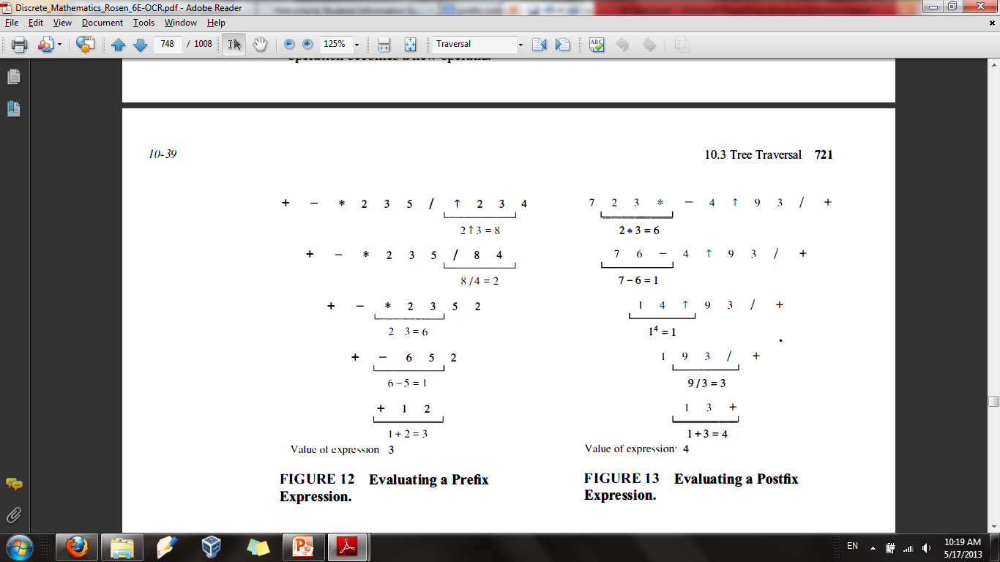 Discrete_Mathematics_Rosen_6E-OCR.pdf - Adobe Reader
File Edit View Document Tools Window Help
748 / 1008 125% Traversal
10-39
10.3 Tree Traversal 721
+ − * 2 3 5 / ↑ 2 3 4
2 ↑ 3 = 8
+ − * 2 3 5 / 8 4
8 / 4 = 2
+ − * 2 3 5 2
2 3 = 6
+ − 6 5 2
6 − 5 = 1
+ 1 2
1 + 2 = 3
Value of expression 3
FIGURE 12 Evaluating a Prefix
Expression.
7 2 3 * − 4 ↑ 9 3 / +
2 * 3 = 6
7 6 − 4 ↑ 9 3 / +
7 − 6 = 1
1 4 ↑ 9 3 / +
1⁴ = 1
1 9 3 / +
9 / 3 = 3
1 3 +
1 + 3 = 4
Value of expression· 4
FIGURE 13 Evaluating a Postfix
Expression.
EN
10:19 AM
5/17/2013